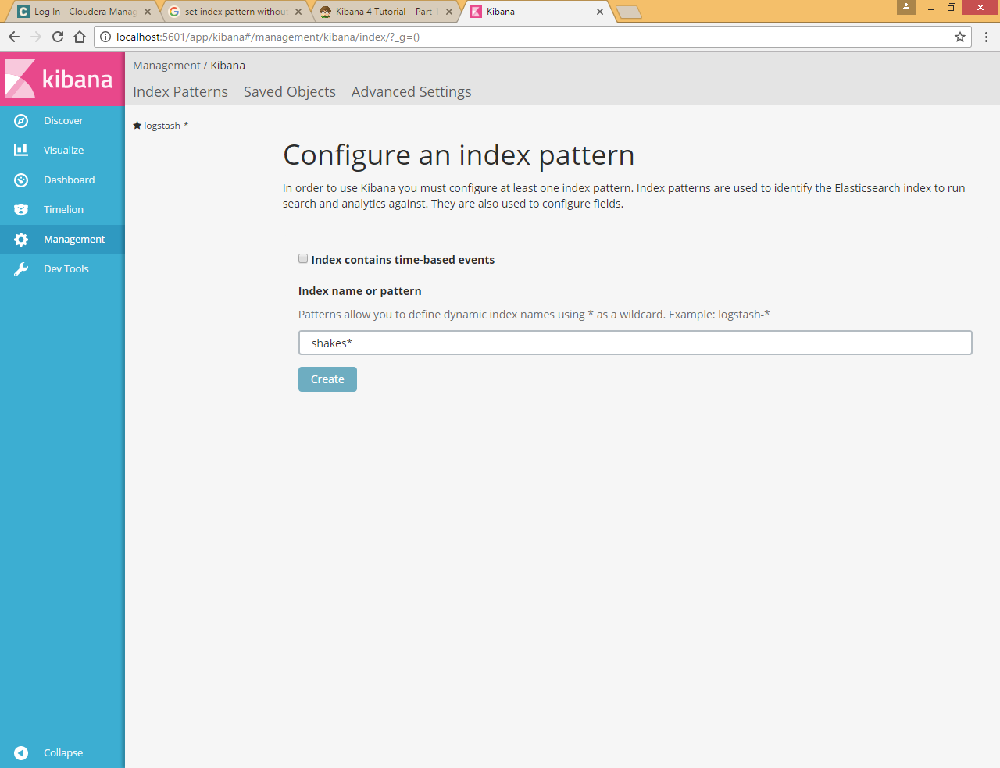 Log In - Cloudera Manag
set index pattern without
Kibana 4 Tutorial – Part 1
Kibana
localhost:5601/app/kibana#/management/kibana/index/?_g=()
kibana
Management / Kibana
Index Patterns Saved Objects Advanced Settings
Discover
Visualize
Dashboard
Timelion
Management
Dev Tools
Collapse
logstash-*
Configure an index pattern
In order to use Kibana you must configure at least one index pattern. Index patterns are used to identify the Elasticsearch index to run
search and analytics against. They are also used to configure fields.
Index contains time-based events
Index name or pattern
Patterns allow you to define dynamic index names using * as a wildcard. Example: logstash-*
shakes*
Create